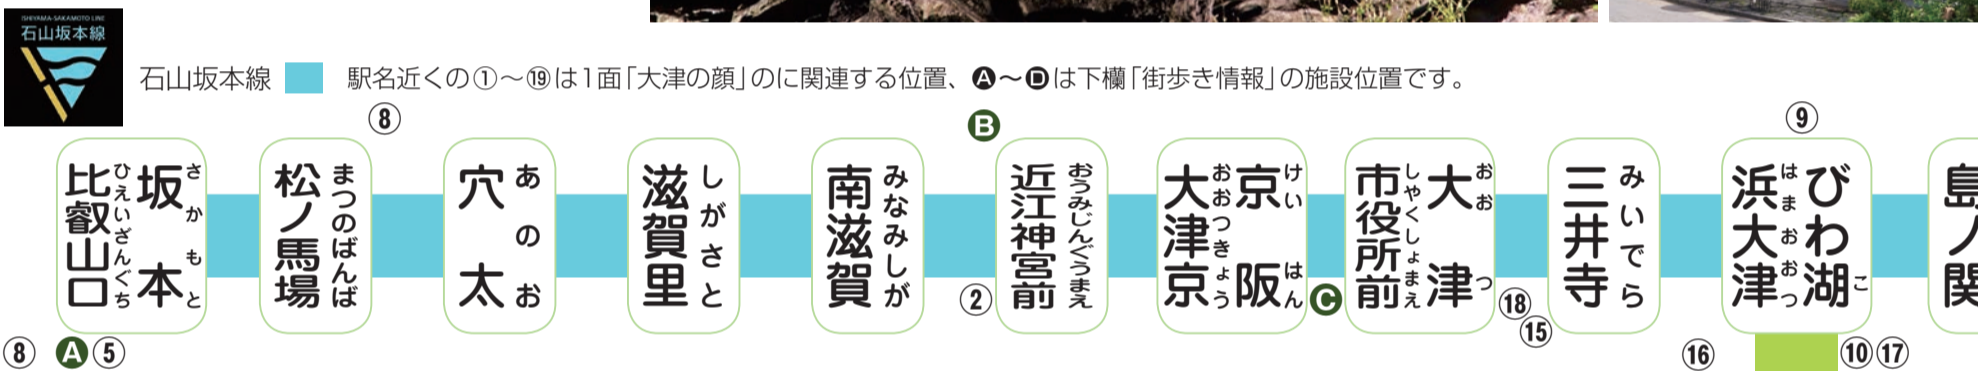 ISHIYAMA-SAKAMOTO LINE
石山坂本線
石山坂本線
駅名近くの①〜⑲は1面「大津の顔」のに関連する位置、Ⓐ〜Ⓓは下欄「街歩き情報」の施設位置です。
⑧
Ⓑ
⑨
坂本
さかもと
比叡山口
ひえいざんぐち
まつのばんば
松ノ馬場
あのお
穴太
しがさと
滋賀里
みなみしが
南滋賀
おうみじんぐうまえ
近江神宮前
京阪
けいはん
大津京
おおつきょう
大津
おおつ
市役所前
しやくしょまえ
みいでら
三井寺
びわ湖
こ
浜大津
はまおおつ
島ノ関
②
Ⓒ
⑱
⑮
⑧
Ⓐ
⑤
⑯
⑩
⑰